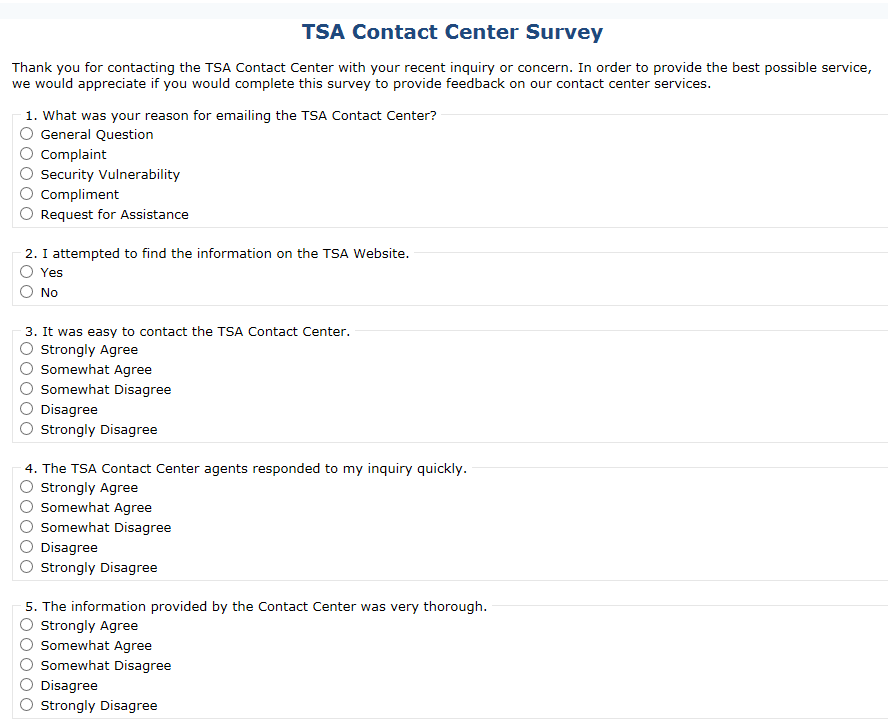 TSA Contact Center Survey
Thank you for contacting the TSA Contact Center with your recent inquiry or concern. In order to provide the best possible service,
we would appreciate if you would complete this survey to provide feedback on our contact center services.
1. What was your reason for emailing the TSA Contact Center?
General Question
Complaint
Security Vulnerability
Compliment
Request for Assistance
2. I attempted to find the information on the TSA Website.
Yes
No
3. It was easy to contact the TSA Contact Center.
Strongly Agree
Somewhat Agree
Somewhat Disagree
Disagree
Strongly Disagree
4. The TSA Contact Center agents responded to my inquiry quickly.
Strongly Agree
Somewhat Agree
Somewhat Disagree
Disagree
Strongly Disagree
5. The information provided by the Contact Center was very thorough.
Strongly Agree
Somewhat Agree
Somewhat Disagree
Disagree
Strongly Disagree